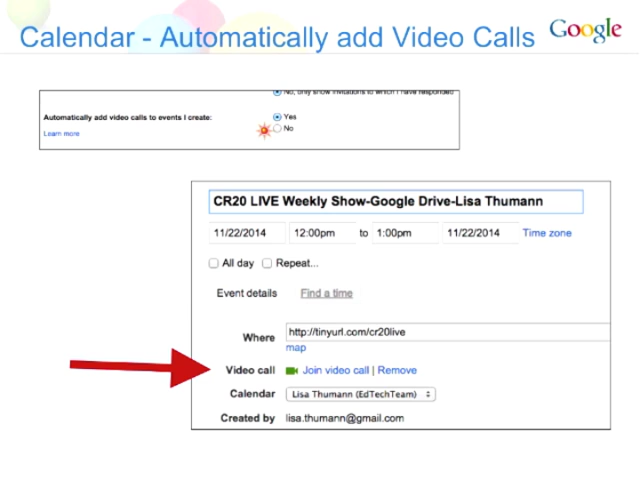 Calendar - Automatically add Video Calls
Google
No, only show invitations to which I have responded
Automatically add video calls to events I create:
Yes
No
Learn more
CR20 LIVE Weekly Show-Google Drive-Lisa Thumann
11/22/2014 12:00pm to 1:00pm 11/22/2014 Time zone
All day Repeat...
Event details Find a time
Where http://tinyurl.com/cr20live
map
Video call Join video call | Remove
Calendar Lisa Thumann (EdTechTeam)
Created by lisa.thumann@gmail.com